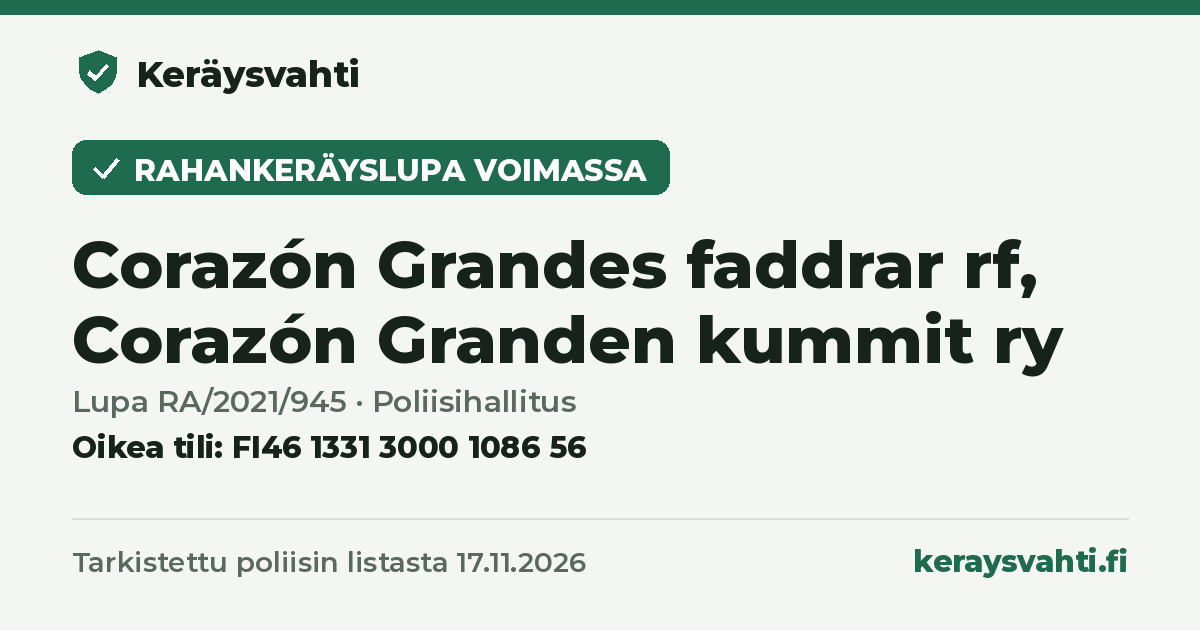 Keräysvahti
RAHANKERÄYSLUPA VOIMASSA
Corazón Grandes faddrar rf,
Corazón Granden kummit ry
Lupa RA/2021/945 · Poliisihallitus
Oikea tili: FI46 1331 3000 1086 56
Tarkistettu poliisin listasta 17.11.2026
keraysvahti.fi